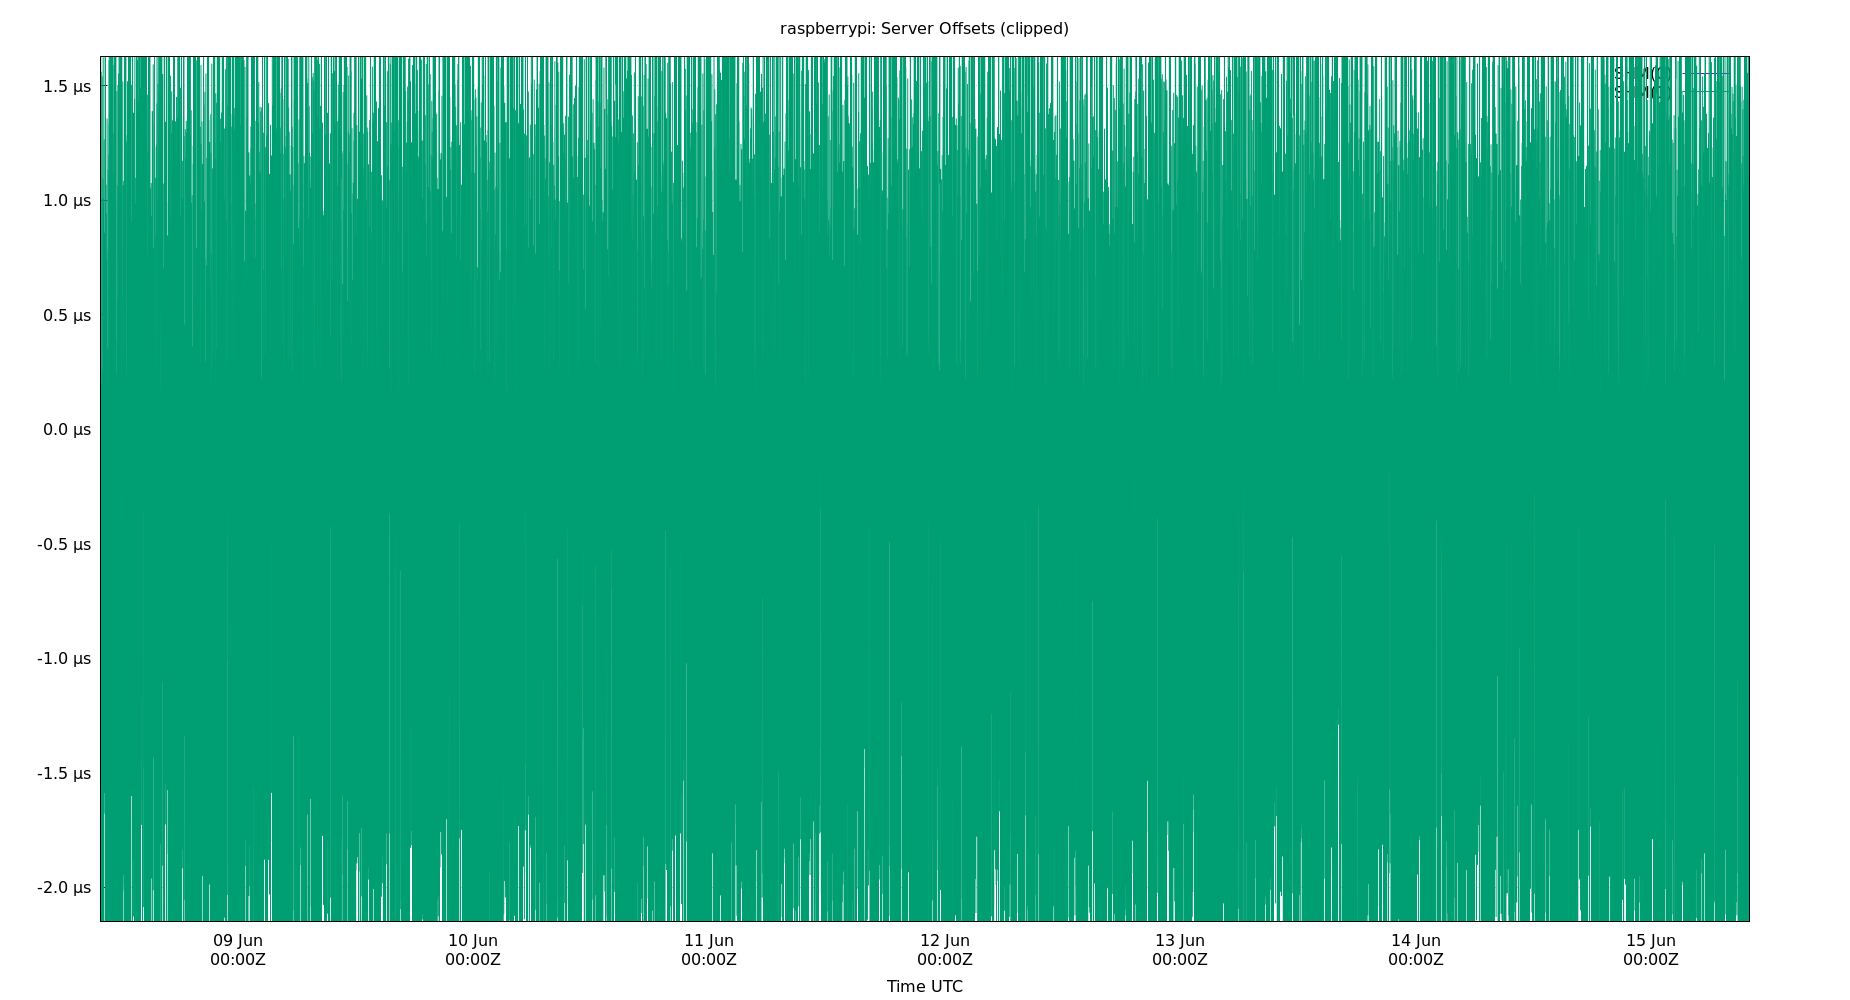 raspberrypi: Server Offsets (clipped)
1.5 µs
1.0 µs
0.5 µs
0.0 µs
-0.5 µs
-1.0 µs
-1.5 µs
-2.0 µs
09 Jun
00:00Z
10 Jun
00:00Z
11 Jun
00:00Z
12 Jun
00:00Z
13 Jun
00:00Z
14 Jun
00:00Z
15 Jun
00:00Z
Time UTC